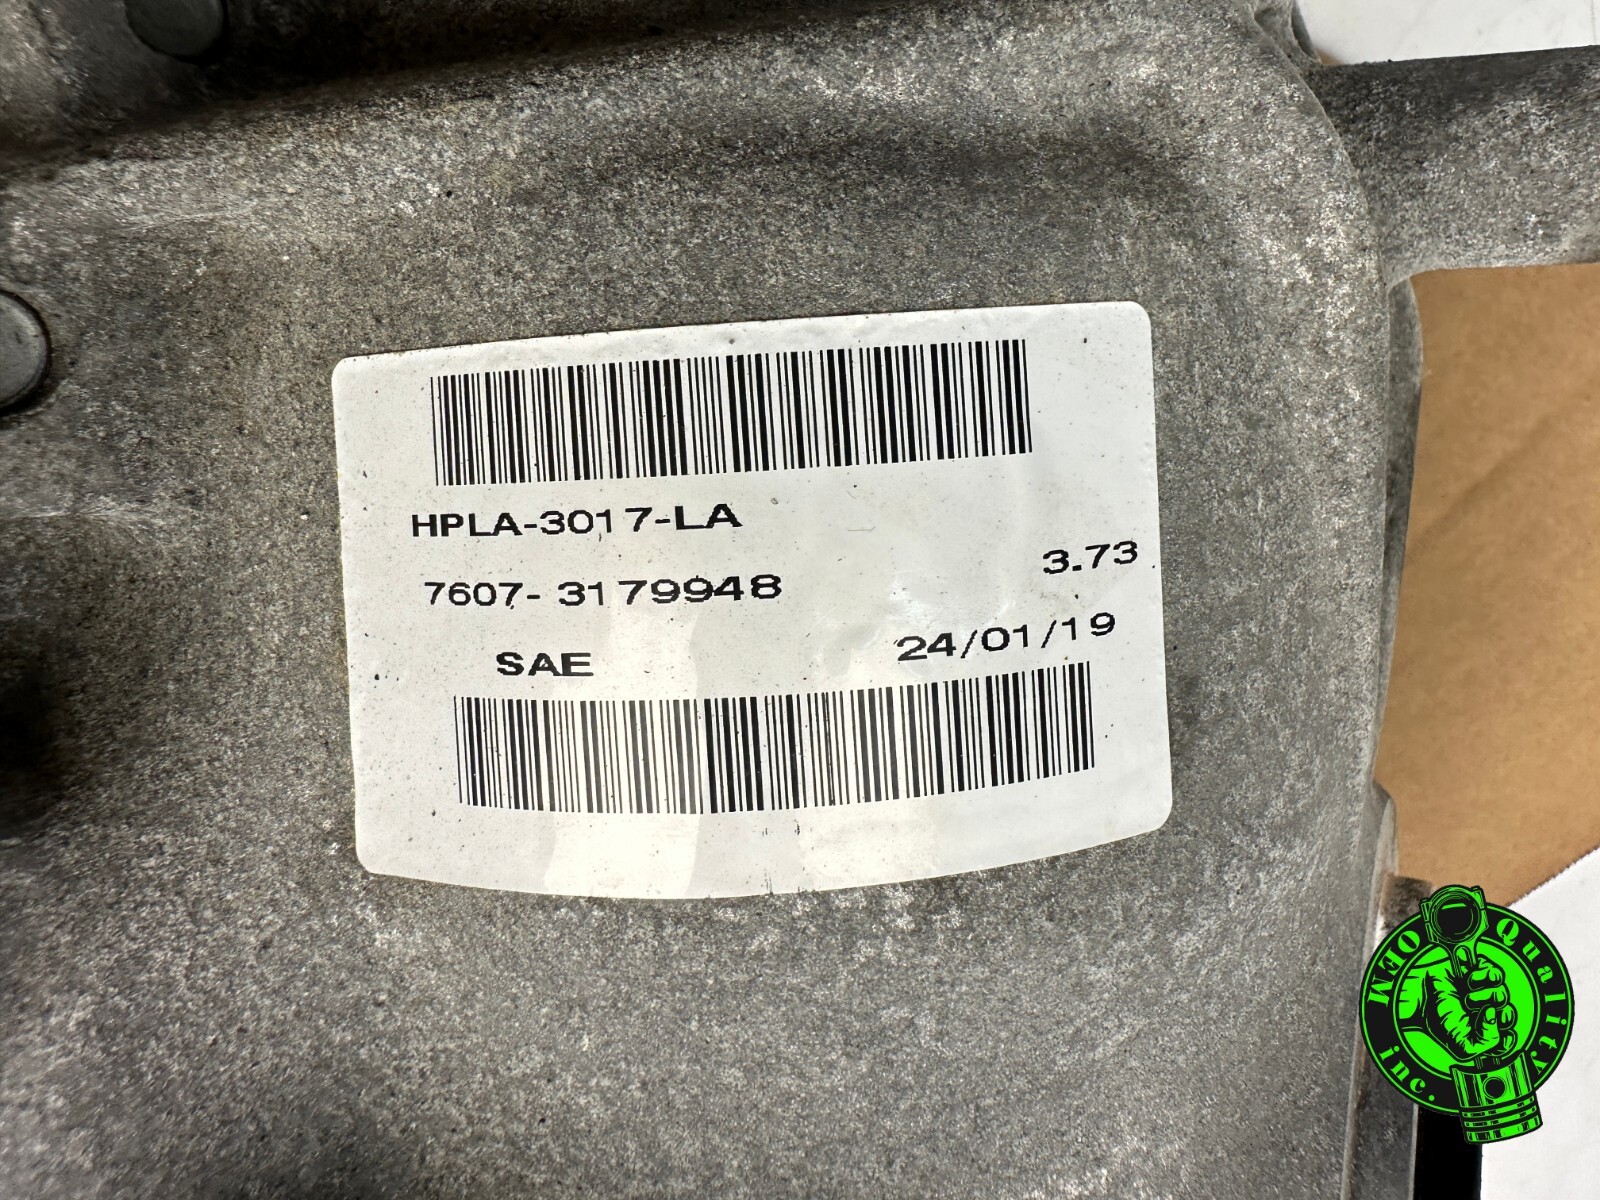 HPLA-3017-LA
7607- 3179948
3.73
SAE
24/01/19
OEM Quality inc.